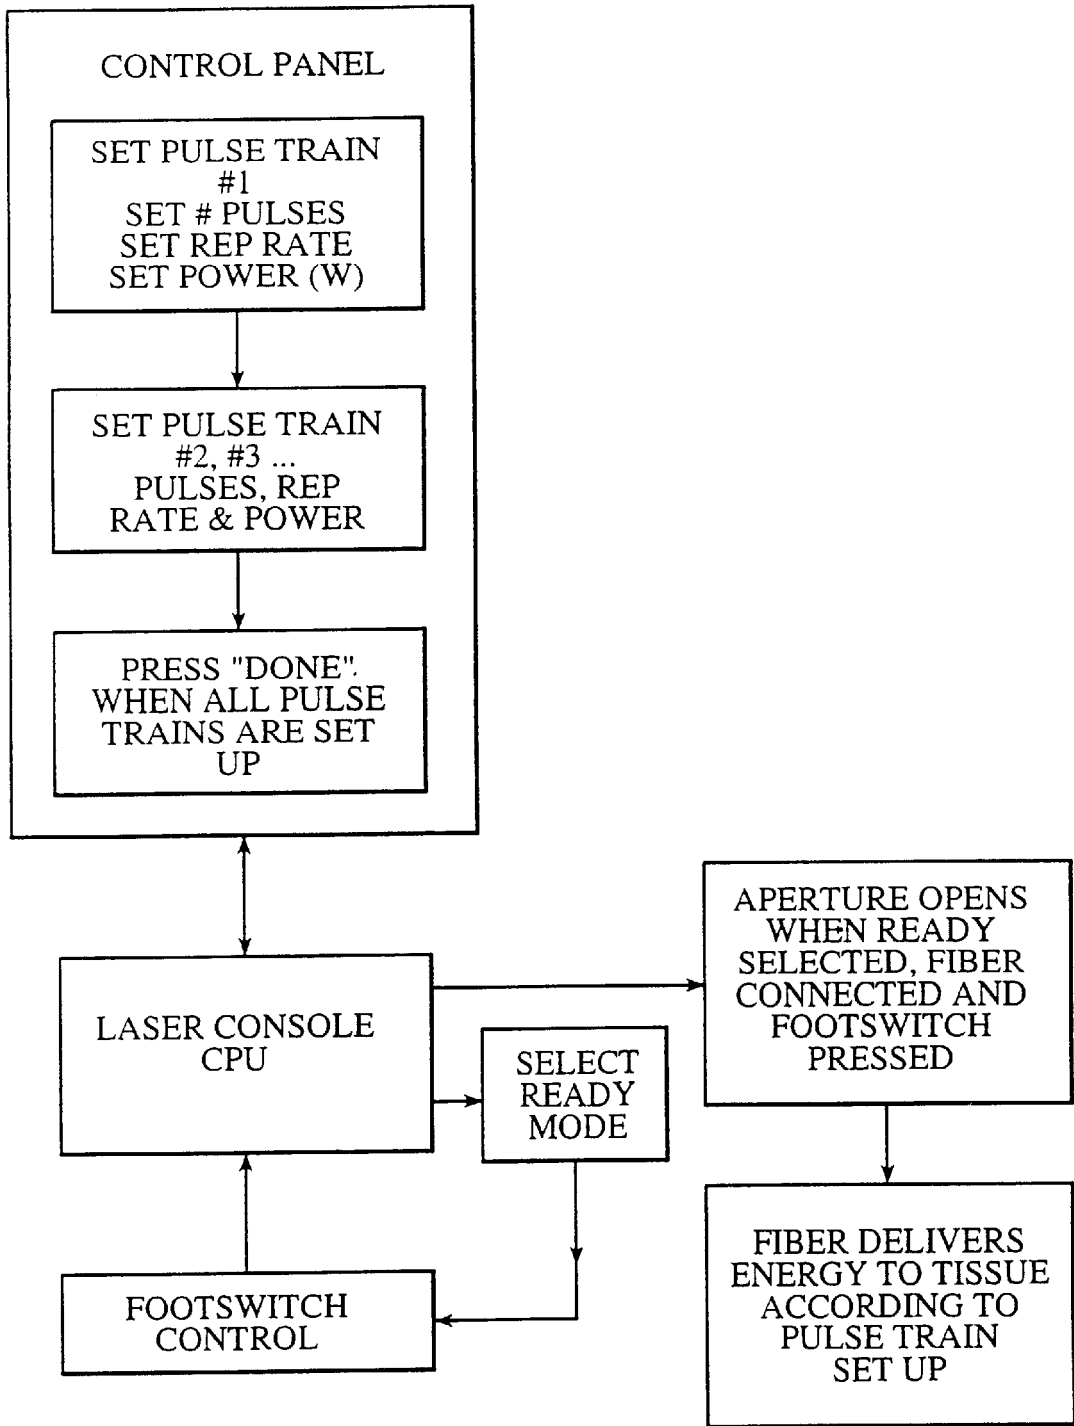 CONTROL PANEL
SET PULSE TRAIN
#1
SET # PULSES
SET REP RATE
SET POWER (W)
SET PULSE TRAIN
#2, #3 ...
PULSES, REP
RATE & POWER
PRESS "DONE".
WHEN ALL PULSE
TRAINS ARE SET
UP
LASER CONSOLE
CPU
SELECT
READY
MODE
FOOTSWITCH
CONTROL
APERTURE OPENS
WHEN READY
SELECTED, FIBER
CONNECTED AND
FOOTSWITCH
PRESSED
FIBER DELIVERS
ENERGY TO TISSUE
ACCORDING TO
PULSE TRAIN
SET UP